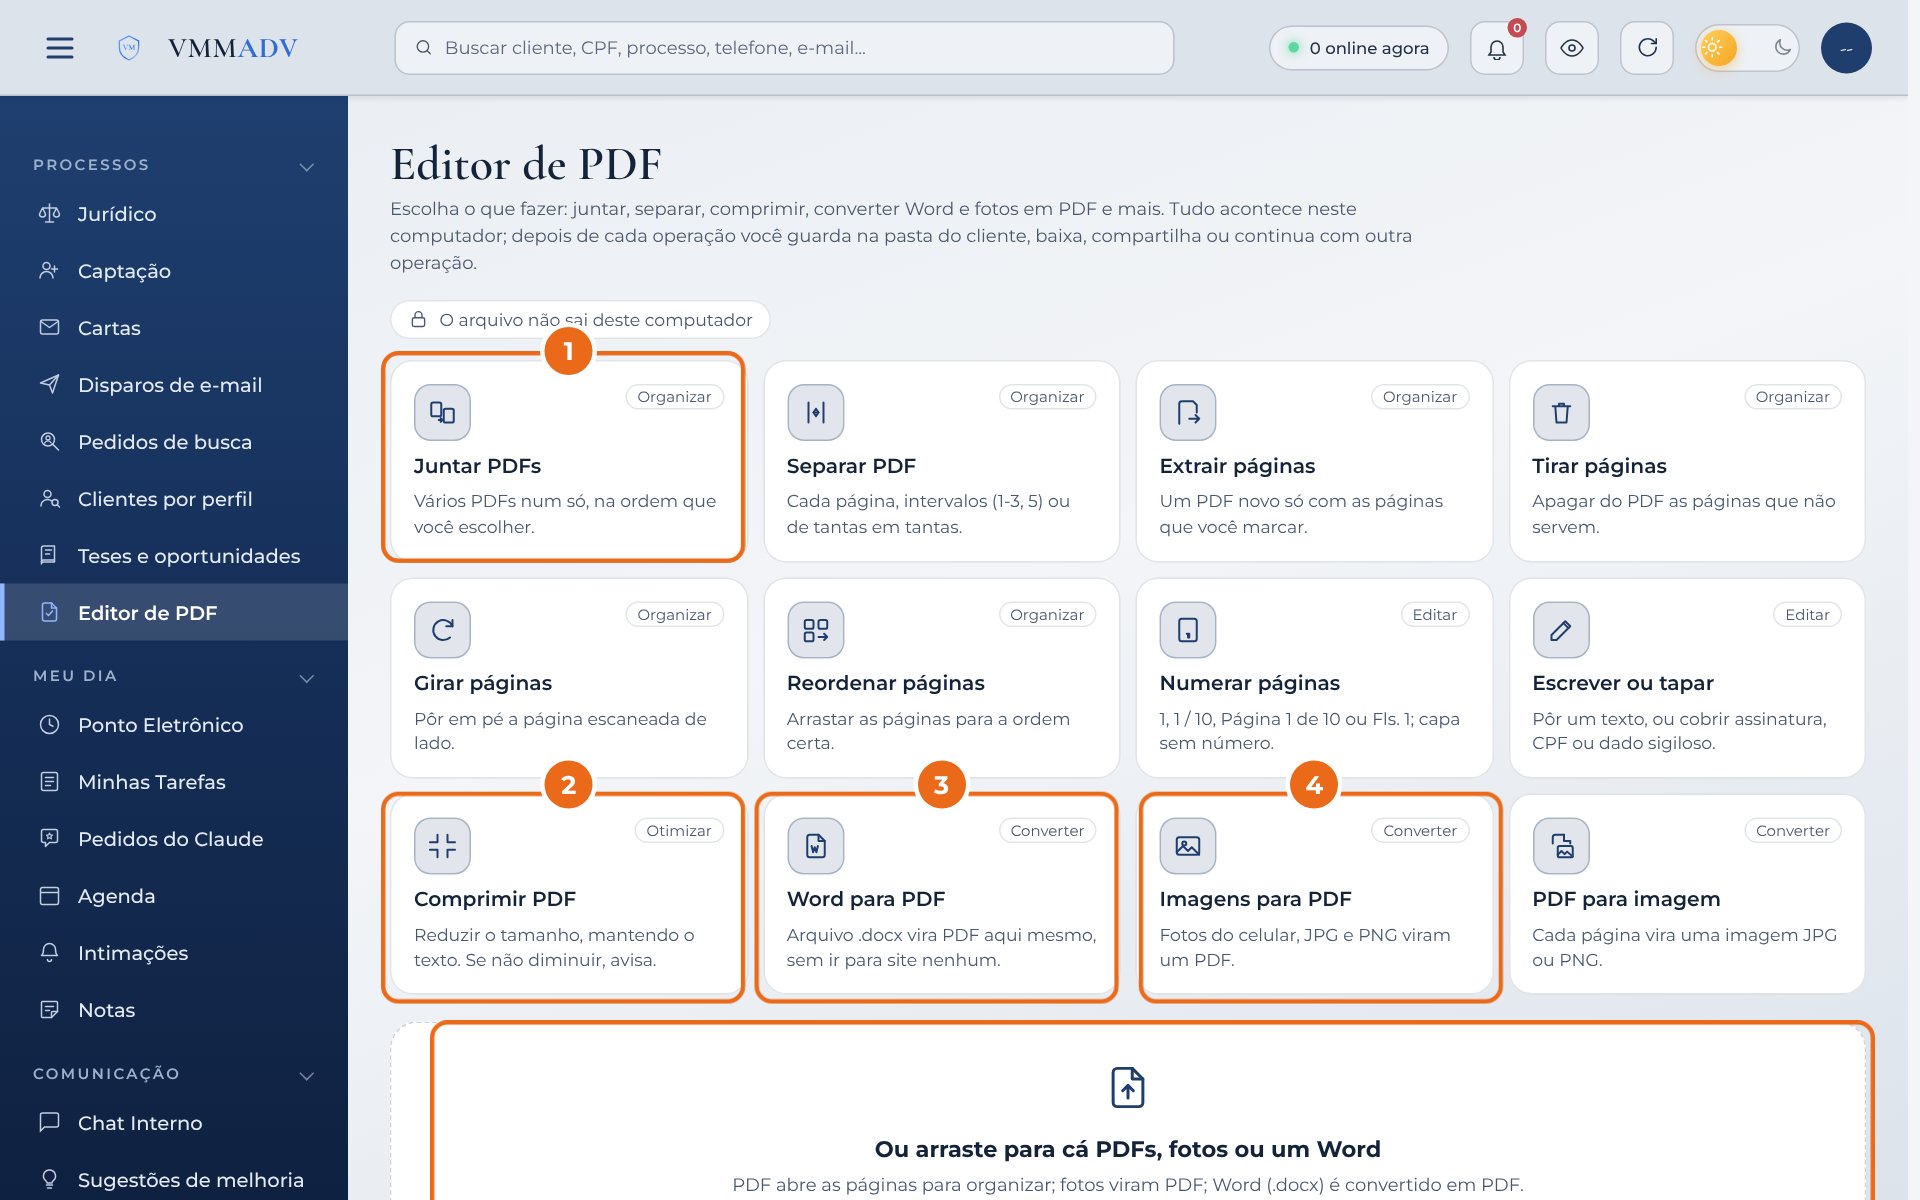 VMMADV
Buscar cliente, CPF, processo, telefone, e-mail...
0 online agora
0
--
PROCESSOS
Jurídico
Captação
Cartas
Disparos de e-mail
Pedidos de busca
Clientes por perfil
Teses e oportunidades
Editor de PDF
MEU DIA
Ponto Eletrônico
Minhas Tarefas
Pedidos do Claude
Agenda
Intimações
Notas
COMUNICAÇÃO
Chat Interno
Sugestões de melhoria
Editor de PDF
Escolha o que fazer: juntar, separar, comprimir, converter Word e fotos em PDF e mais. Tudo acontece neste
computador; depois de cada operação você guarda na pasta do cliente, baixa, compartilha ou continua com outra
operação.
O arquivo não sai deste computador
1
Organizar
Juntar PDFs
Vários PDFs num só, na ordem que
você escolher.
Organizar
Separar PDF
Cada página, intervalos (1-3, 5) ou
de tantas em tantas.
Organizar
Extrair páginas
Um PDF novo só com as páginas
que você marcar.
Organizar
Tirar páginas
Apagar do PDF as páginas que não
servem.
Organizar
Girar páginas
Pôr em pé a página escaneada de
lado.
Organizar
Reordenar páginas
Arrastar as páginas para a ordem
certa.
Editar
Numerar páginas
1, 1 / 10, Página 1 de 10 ou Fls. 1; capa
sem número.
Editar
Escrever ou tapar
Pôr um texto, ou cobrir assinatura,
CPF ou dado sigiloso.
2
Otimizar
Comprimir PDF
Reduzir o tamanho, mantendo o
texto. Se não diminuir, avisa.
3
Converter
Word para PDF
Arquivo .docx vira PDF aqui mesmo,
sem ir para site nenhum.
4
Converter
Imagens para PDF
Fotos do celular, JPG e PNG viram
um PDF.
Converter
PDF para imagem
Cada página vira uma imagem JPG
ou PNG.
Ou arraste para cá PDFs, fotos ou um Word
PDF abre as páginas para organizar; fotos viram PDF; Word (.docx) é convertido em PDF.